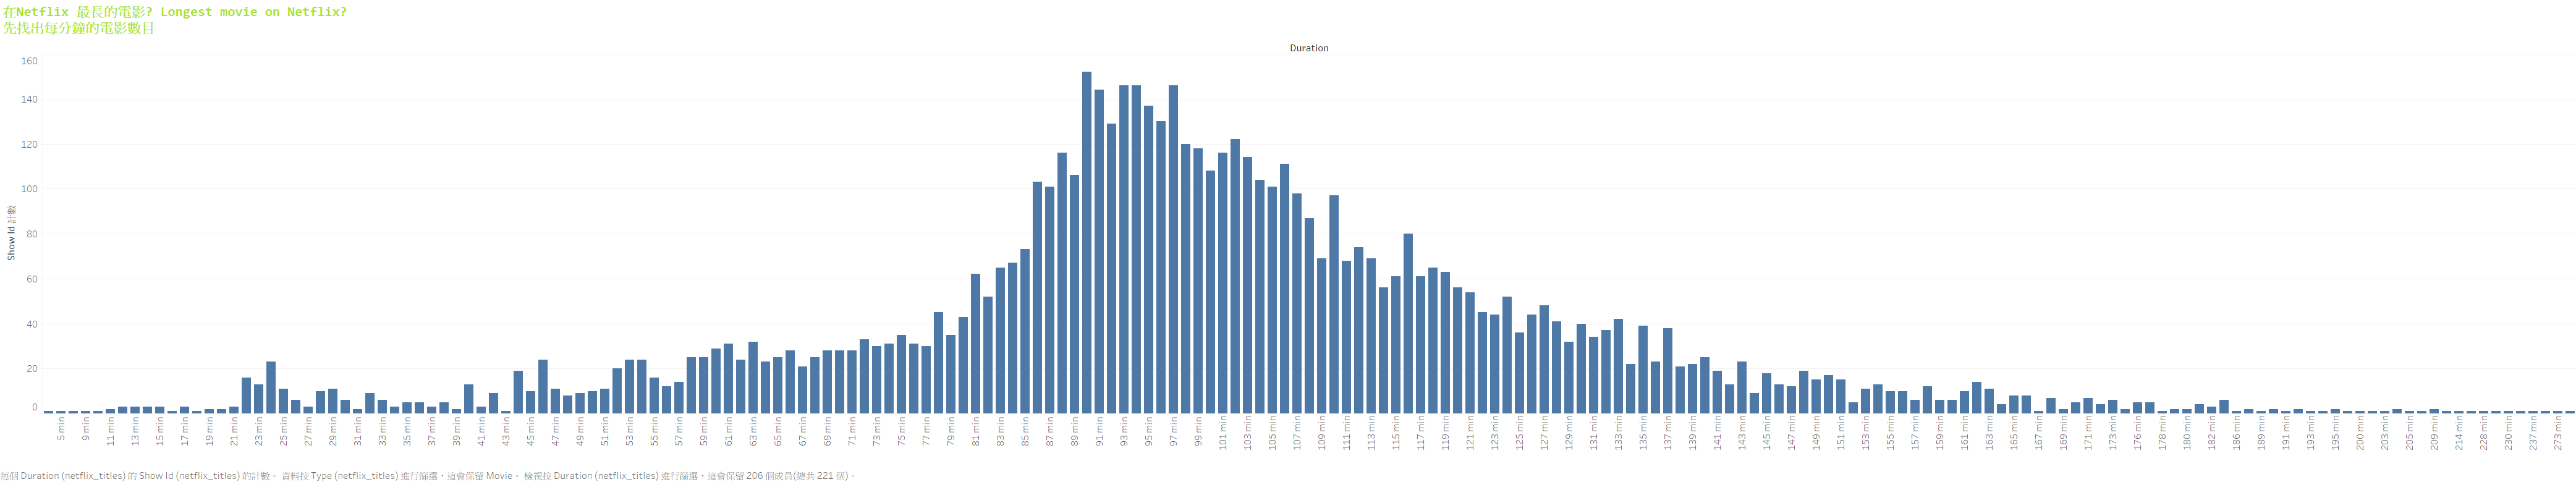 在Netflix 最長的電影? Longest movie on Netflix?
先找出每分鐘的電影數目
Duration
160
140
120
100
80
60
40
20
0
Show Id 計數
5 min
9 min
11 min
13 min
15 min
17 min
19 min
21 min
23 min
25 min
27 min
29 min
31 min
33 min
35 min
37 min
39 min
41 min
43 min
45 min
47 min
49 min
51 min
53 min
55 min
57 min
59 min
61 min
63 min
65 min
67 min
69 min
71 min
73 min
75 min
77 min
79 min
81 min
83 min
85 min
87 min
89 min
91 min
93 min
95 min
97 min
99 min
101 min
103 min
105 min
107 min
109 min
111 min
113 min
115 min
117 min
119 min
121 min
123 min
125 min
127 min
129 min
131 min
133 min
135 min
137 min
139 min
141 min
143 min
145 min
147 min
149 min
151 min
153 min
155 min
157 min
159 min
161 min
163 min
165 min
167 min
169 min
171 min
173 min
176 min
178 min
180 min
182 min
186 min
189 min
191 min
193 min
195 min
200 min
203 min
205 min
209 min
214 min
228 min
230 min
237 min
273 min
每個 Duration (netflix_titles) 的 Show Id (netflix_titles) 的計數。 資料按 Type (netflix_titles) 進行篩選，這會保留 Movie。 檢視按 Duration (netflix_titles) 進行篩選，這會保留 206 個成員(總共 221 個)。